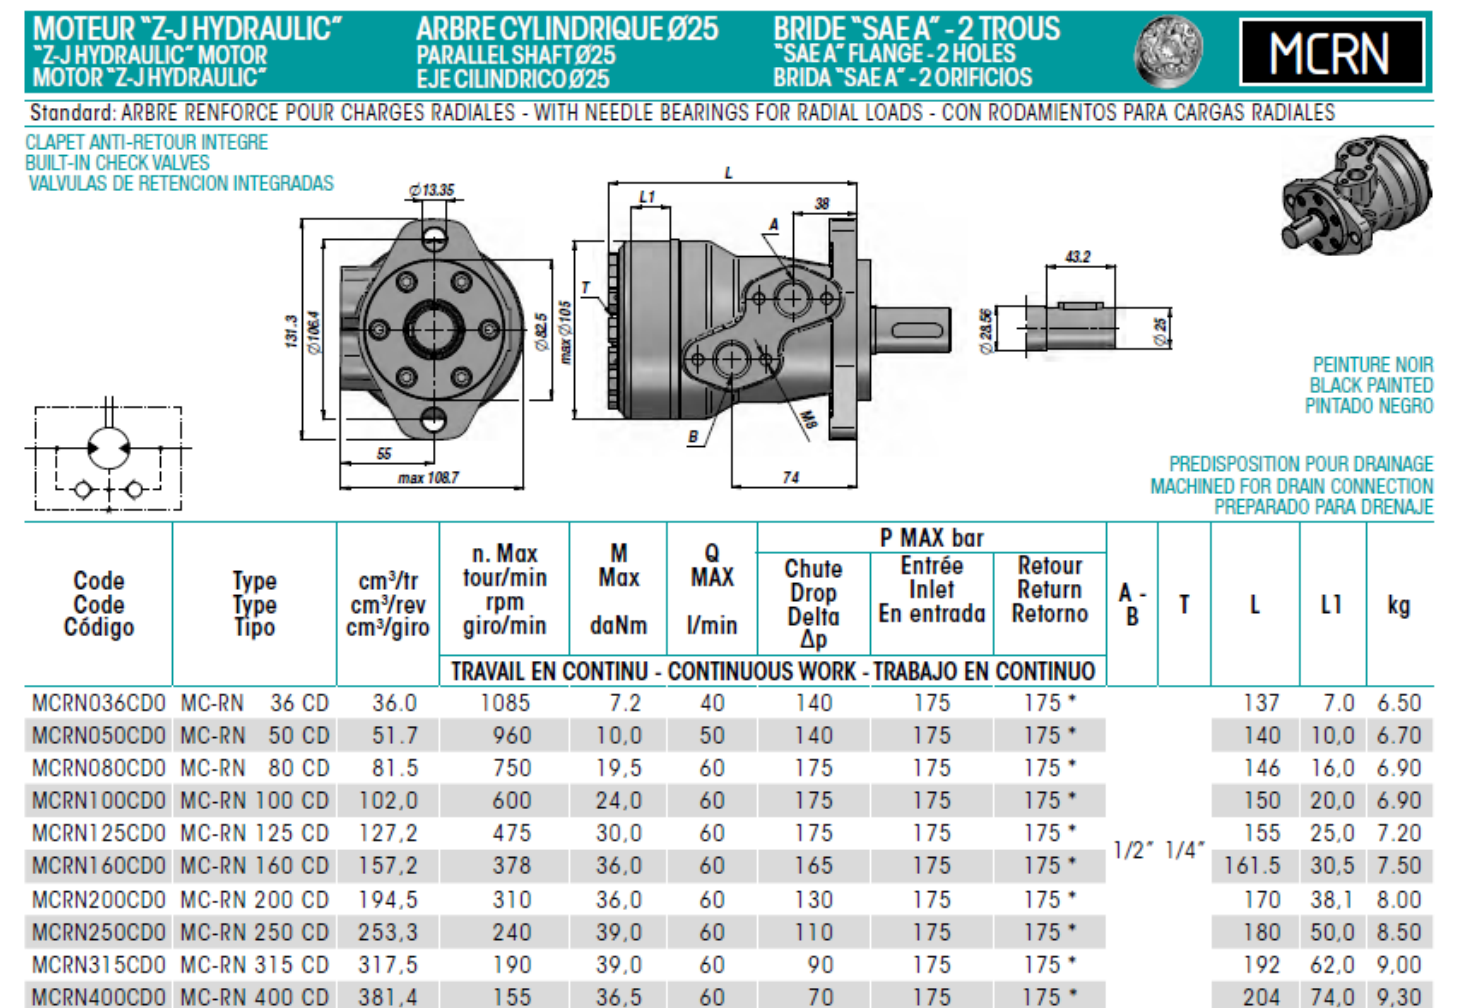 MOTEUR "Z-J HYDRAULIC" ARBRE CYLINDRIQUE Ø25 BRIDE "SAE A" - 2 TROUS
"Z-J HYDRAULIC" MOTOR PARALLEL SHAFT Ø25 "SAE A" FLANGE - 2 HOLES
MOTOR "Z-J HYDRAULIC" EJE CILINDRICO Ø25 BRIDA "SAE A" - 2 ORIFICIOS
MCRN
Standard: ARBRE RENFORCE POUR CHARGES RADIALES - WITH NEEDLE BEARINGS FOR RADIAL LOADS - CON RODAMIENTOS PARA CARGAS RADIALES
CLAPET ANTI-RETOUR INTEGRE
BUILT-IN CHECK VALVES
VALVULAS DE RETENCION INTEGRADAS
Ø13.35
131.3
Ø106.4
Ø82.5
55
max 108.7
L
L1
38
A
T
max Ø105
B
M8
74
43.2
Ø28.56
Ø25
PEINTURE NOIR
BLACK PAINTED
PINTADO NEGRO
PREDISPOSITION POUR DRAINAGE
MACHINED FOR DRAIN CONNECTION
PREPARADO PARA DRENAJE
Code
Code
Código
Type
Type
Tipo
cm³/tr
cm³/rev
cm³/giro
n. Max
tour/min
rpm
giro/min
M
Max
daNm
Q
MAX
l/min
P MAX bar
Chute
Drop
Delta
Δp
Entrée
Inlet
En entrada
Retour
Return
Retorno
A -
B
T
L
L1
kg
TRAVAIL EN CONTINU - CONTINUOUS WORK - TRABAJO EN CONTINUO
MCRN036CD0 MC-RN 36 CD 36.0 1085 7.2 40 140 175 175 * 137 7.0 6.50
MCRN050CD0 MC-RN 50 CD 51.7 960 10,0 50 140 175 175 * 140 10,0 6.70
MCRN080CD0 MC-RN 80 CD 81.5 750 19,5 60 175 175 175 * 146 16,0 6.90
MCRN100CD0 MC-RN 100 CD 102,0 600 24,0 60 175 175 175 * 150 20,0 6.90
MCRN125CD0 MC-RN 125 CD 127,2 475 30,0 60 175 175 175 * 155 25,0 7.20
1/2" 1/4"
MCRN160CD0 MC-RN 160 CD 157,2 378 36,0 60 165 175 175 * 161.5 30,5 7.50
MCRN200CD0 MC-RN 200 CD 194,5 310 36,0 60 130 175 175 * 170 38,1 8.00
MCRN250CD0 MC-RN 250 CD 253,3 240 39,0 60 110 175 175 * 180 50,0 8.50
MCRN315CD0 MC-RN 315 CD 317,5 190 39,0 60 90 175 175 * 192 62,0 9,00
MCRN400CD0 MC-RN 400 CD 381,4 155 36,5 60 70 175 175 * 204 74,0 9,30